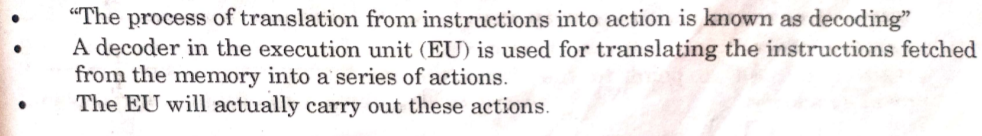 • “The process of translation from instructions into action is known as decoding”
• A decoder in the execution unit (EU) is used for translating the instructions fetched
from the memory into a series of actions.
• The EU will actually carry out these actions.